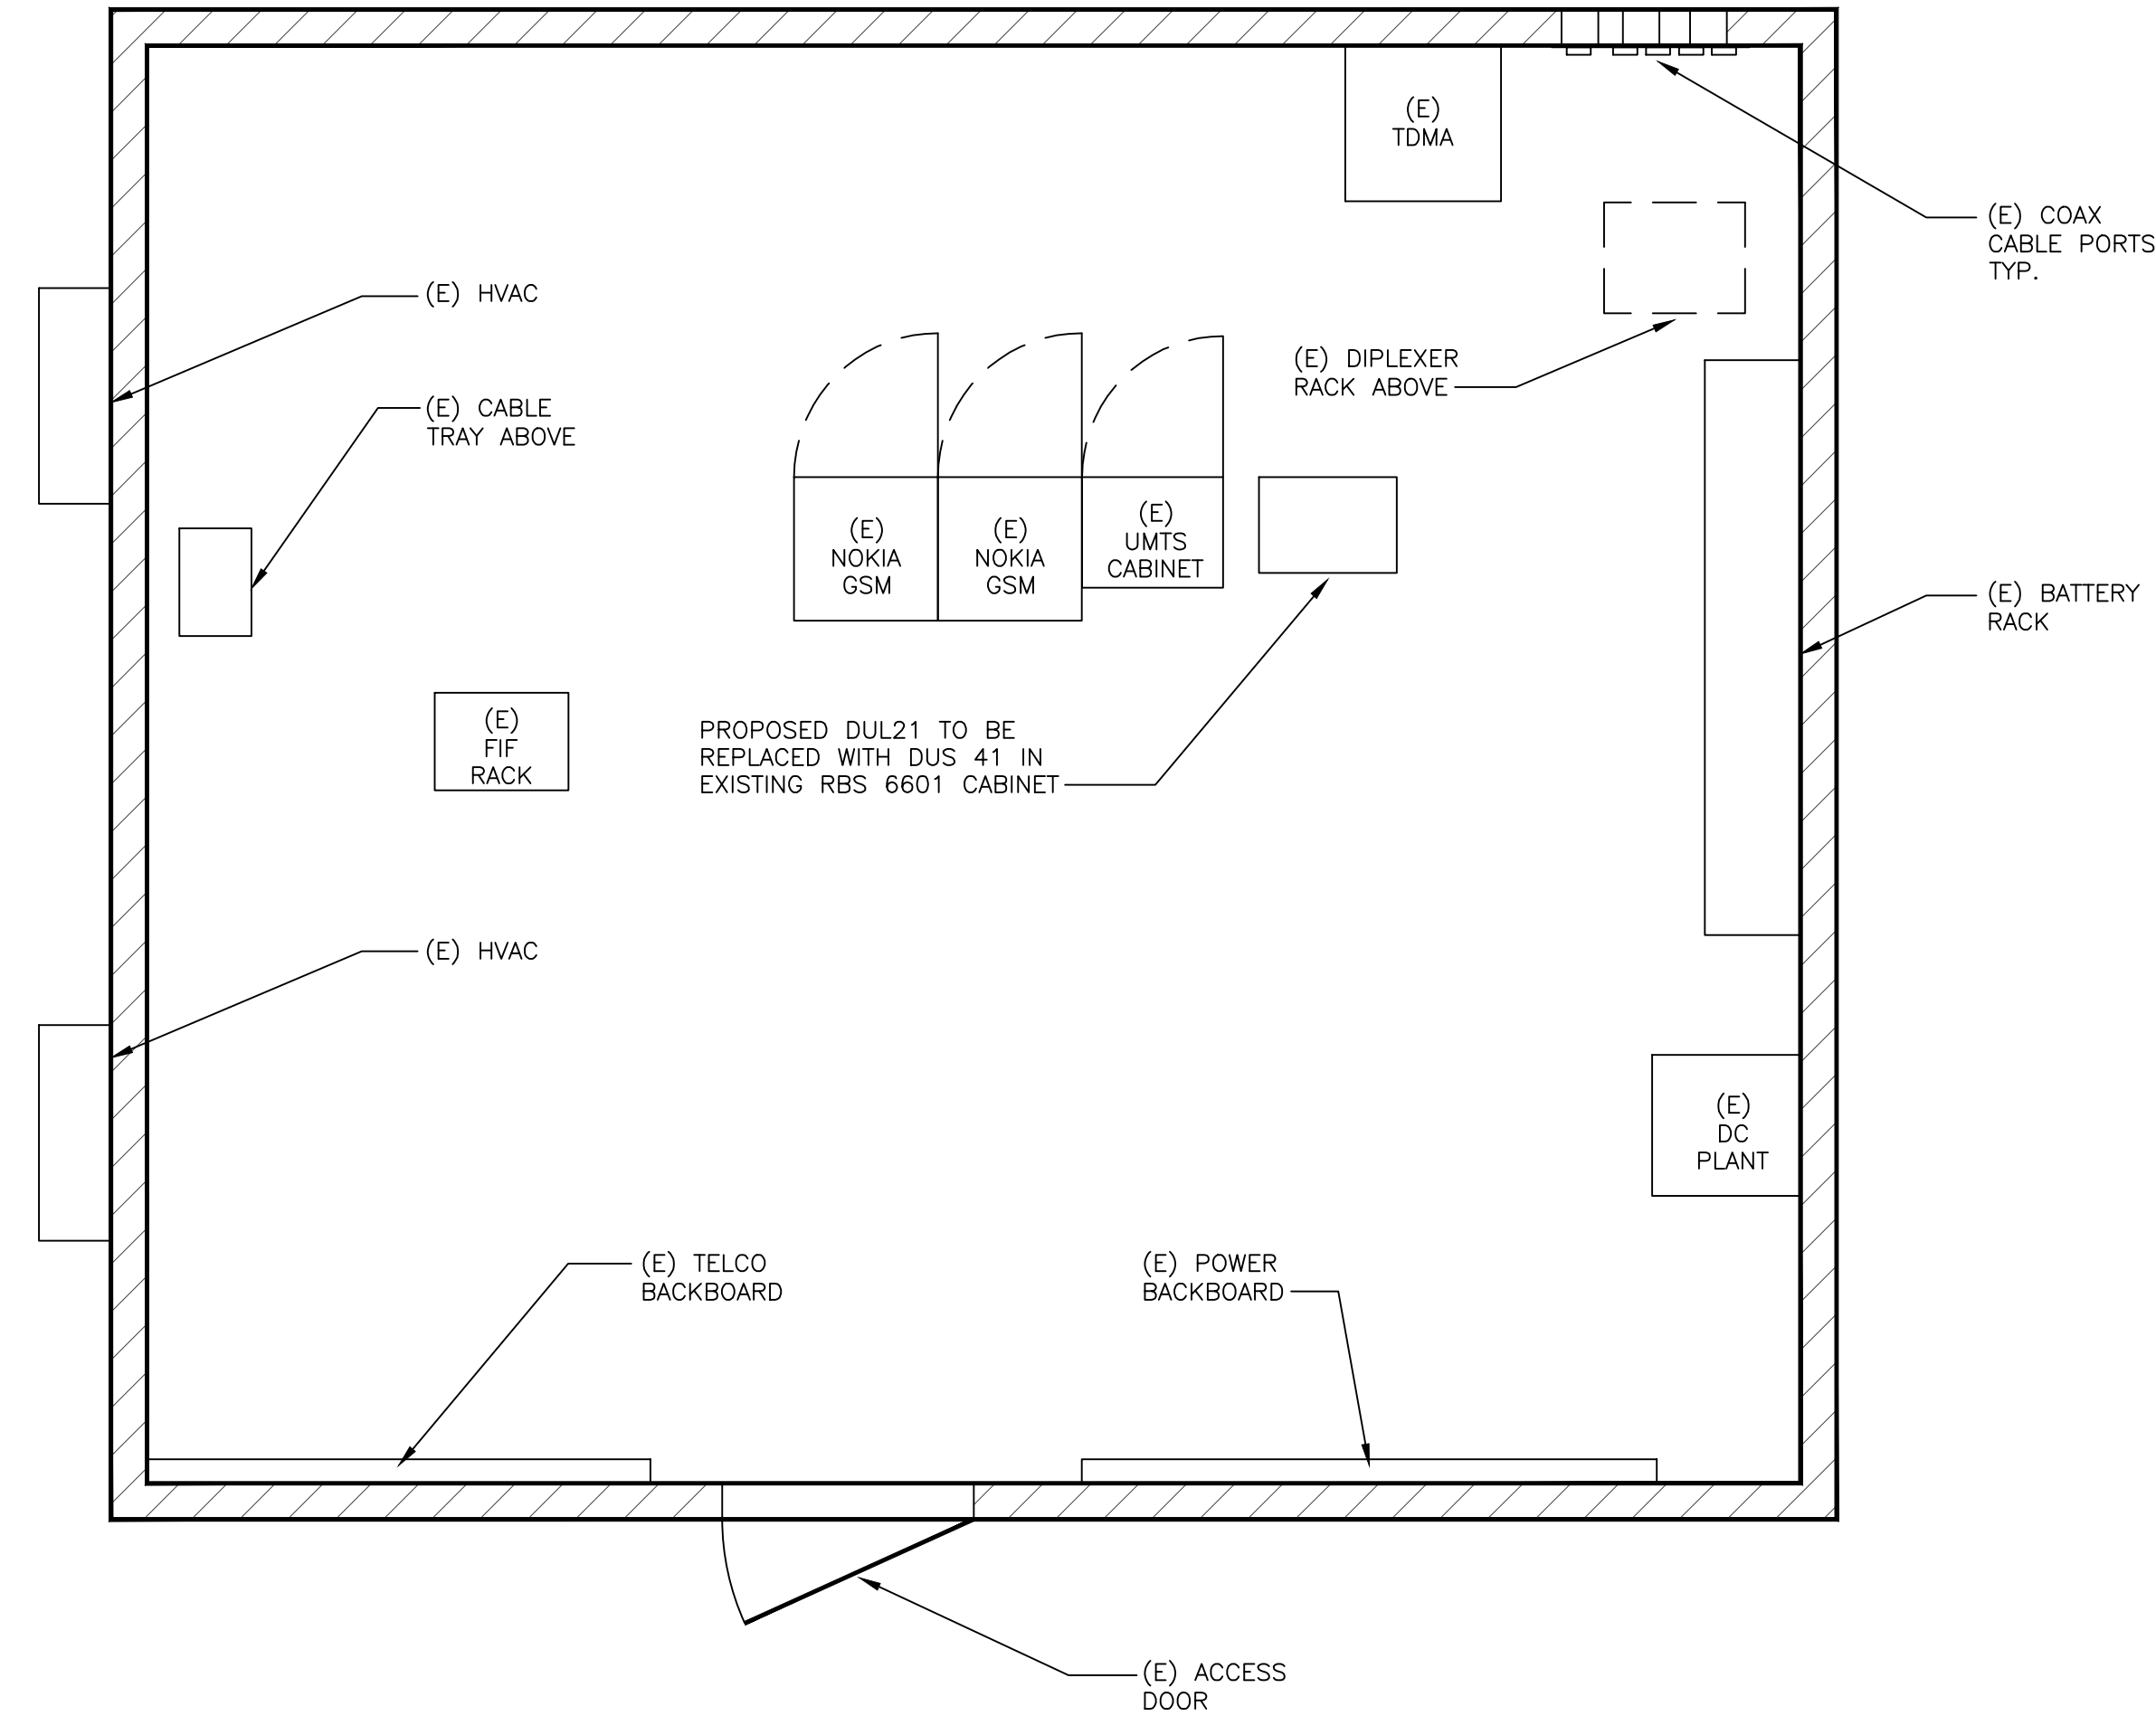 (E)
TDMA
(E) COAX
CABLE PORTS
TYP.
(E) HVAC
(E) DIPLEXER
RACK ABOVE
(E) CABLE
TRAY ABOVE
(E)
NOKIA
GSM
(E)
NOKIA
GSM
(E)
UMTS
CABINET
(E) BATTERY
RACK
(E)
FIF
RACK
PROPOSED DUL21 TO BE
REPLACED WITH DUS 41 IN
EXISTING RBS 6601 CABINET
(E) HVAC
(E)
DC
PLANT
(E) TELCO
BACKBOARD
(E) POWER
BACKBOARD
(E) ACCESS
DOOR